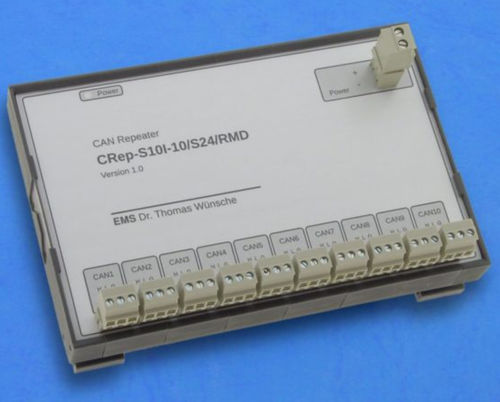 Power
+
-
Power
CAN Repeater
CRep-S10I-10/S24/RMD
Version 1.0
EMS Dr. Thomas Wünsche
CAN1 CAN2 CAN3 CAN4 CAN5 CAN6 CAN7 CAN8 CAN9 CAN10
H L G H L G H L G H L G H L G H L G H L G H L G H L G H L G